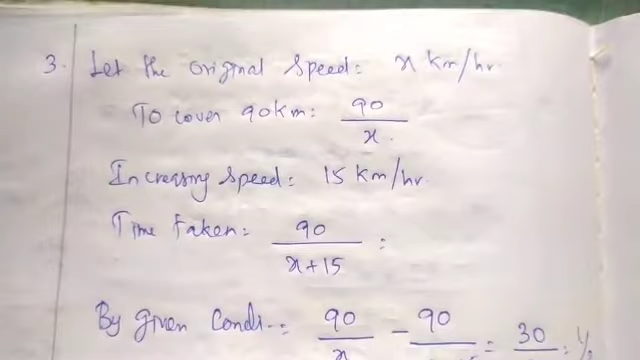 3. Let the original speed: x km/hr.
To cover 90km: 90/x.
Increasing speed: 15 km/hr.
Time taken: 90/x+15 :
By given Condi..: 90/x - 90/ = 30